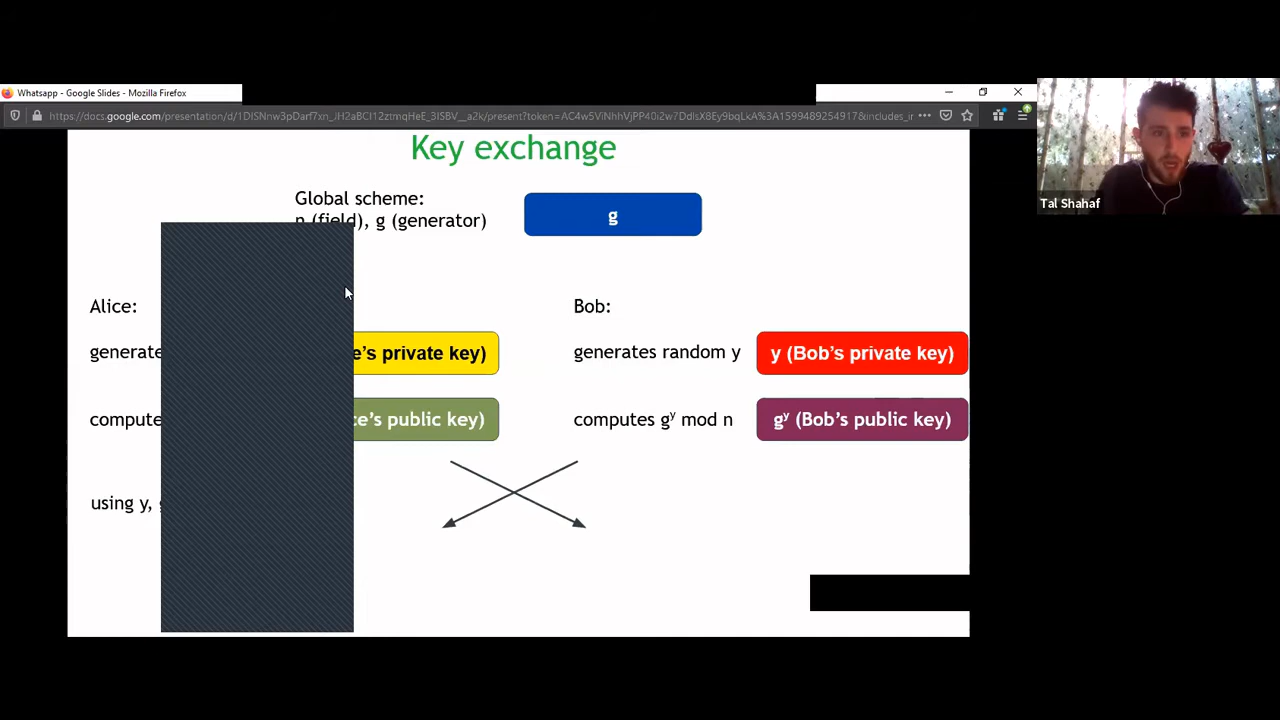 Whatsapp - Google Slides - Mozilla Firefox
Key exchange
Global scheme:
n (field), g (generator)
g
Alice:
Bob:
generate
e's private key)
generates random y
y (Bob's private key)
compute
ce's public key)
computes gʸ mod n
gʸ (Bob's public key)
using y,
Tal Shahaf